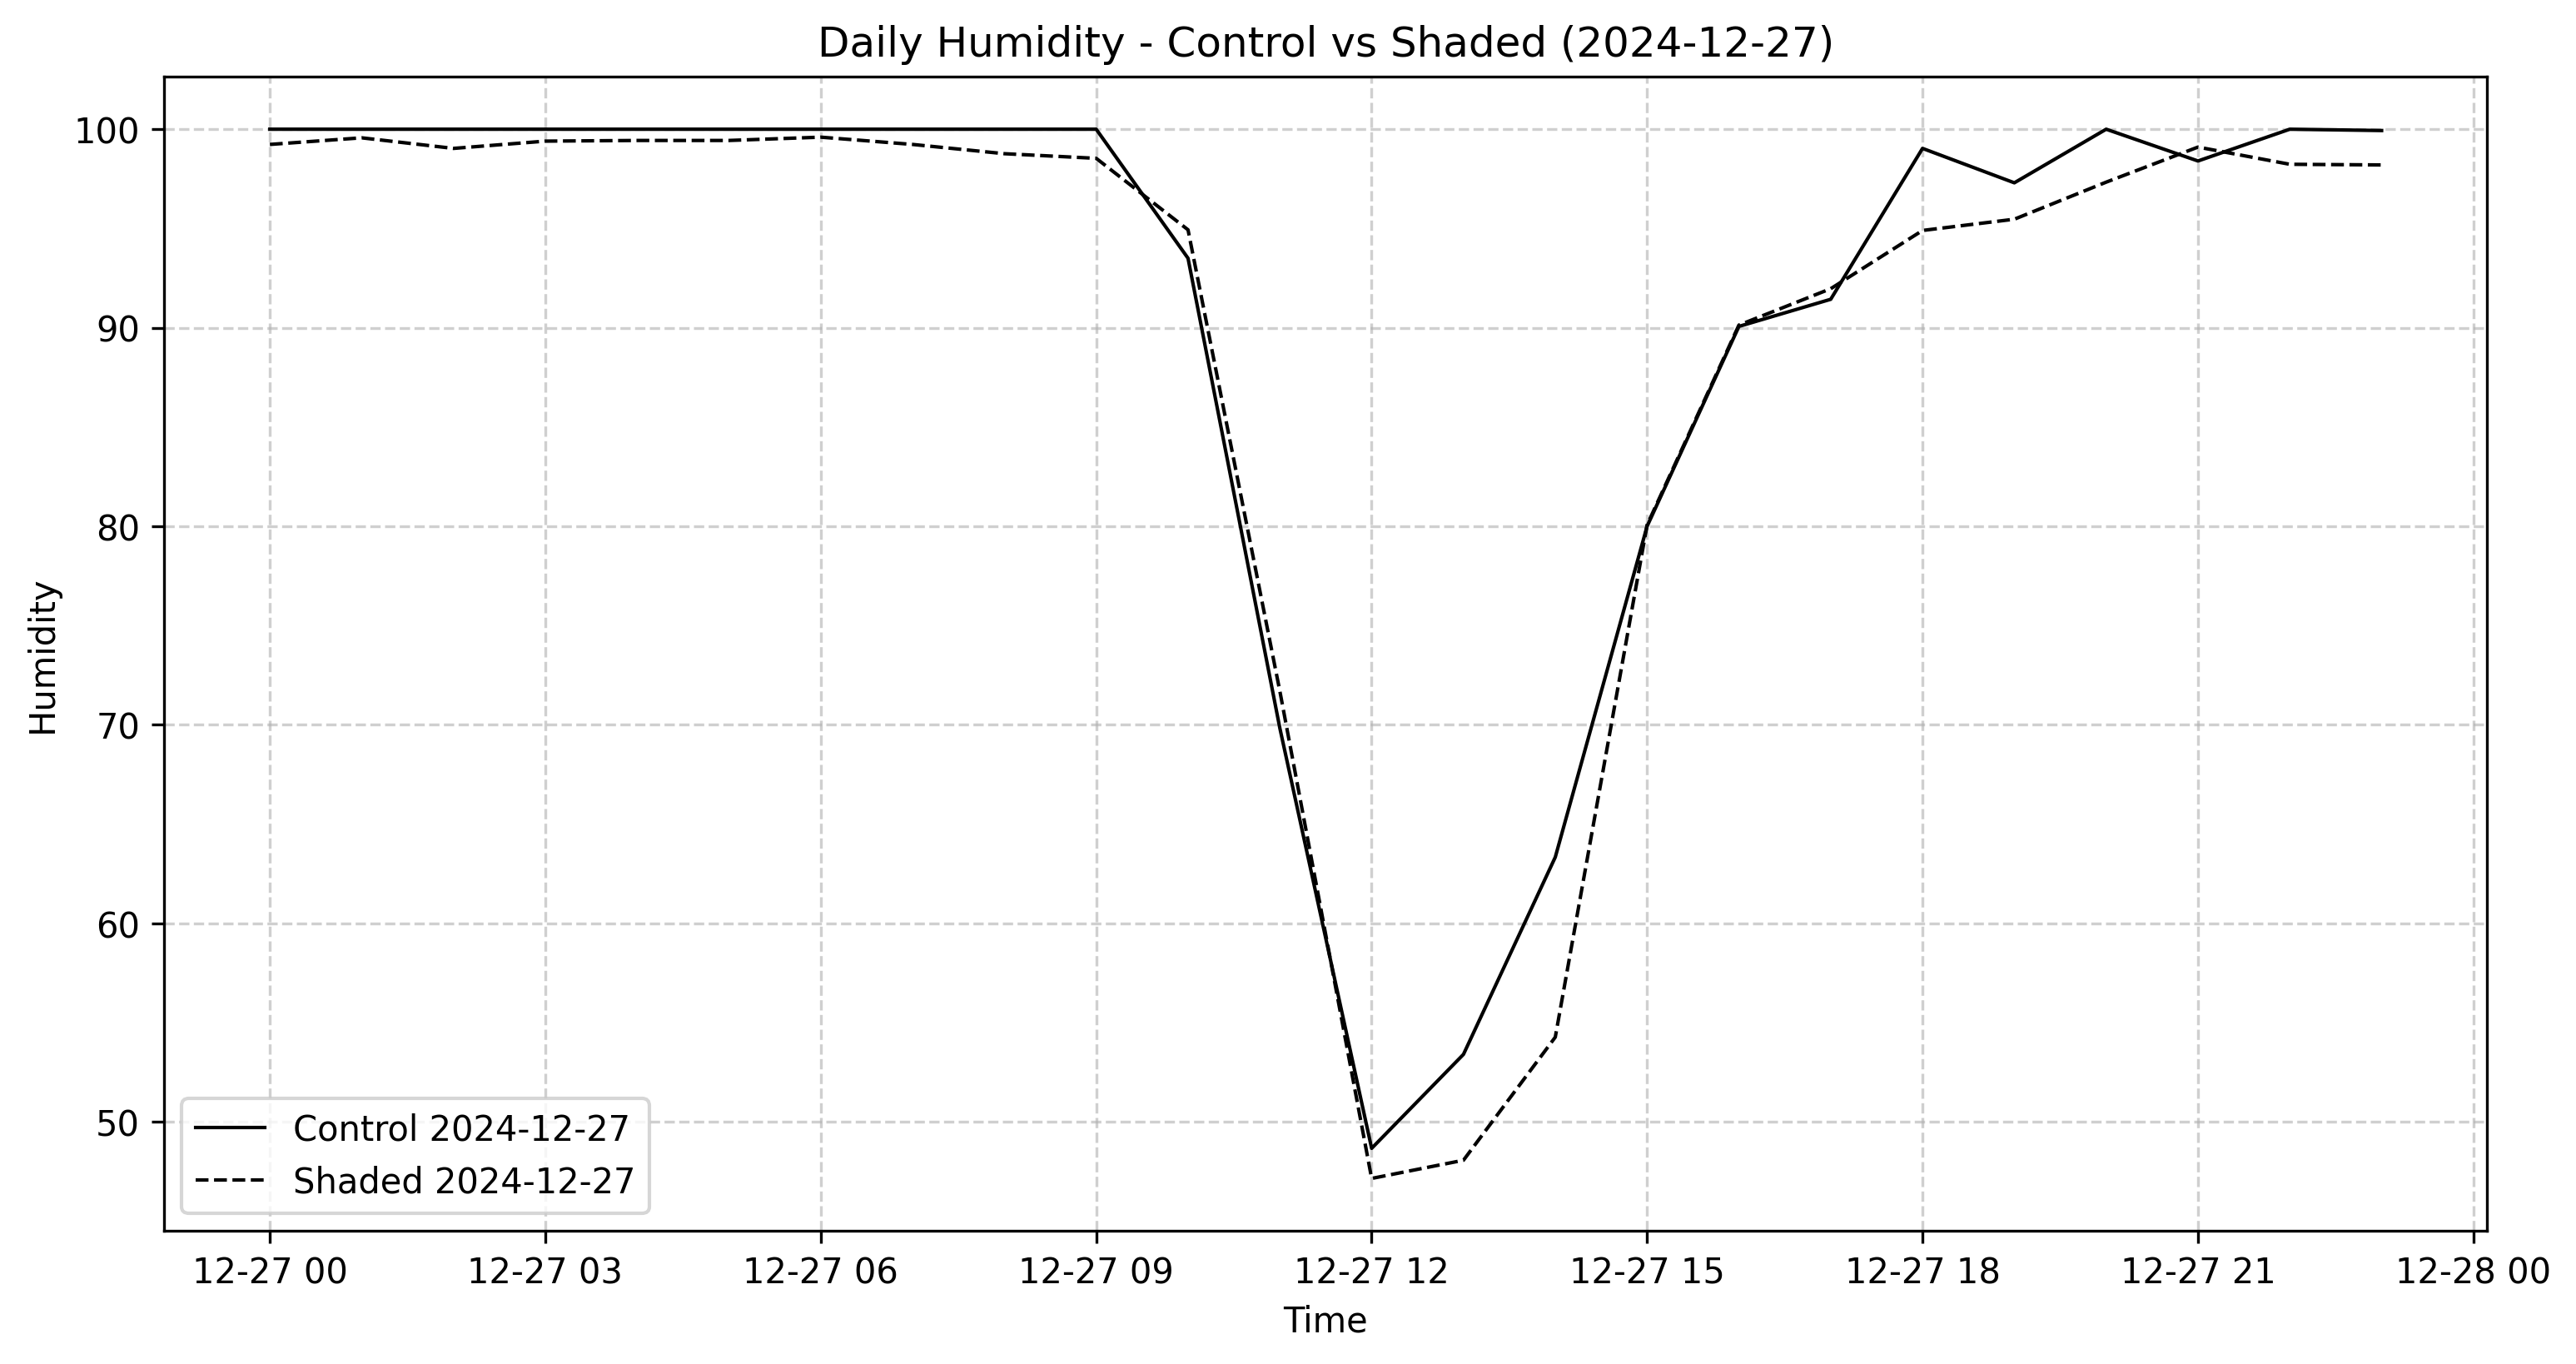 Daily Humidity - Control vs Shaded (2024-12-27)
100
90
80
70
60
50
Humidity
Control 2024-12-27
Shaded 2024-12-27
12-27 00 12-27 03 12-27 06 12-27 09 12-27 12 12-27 15 12-27 18 12-27 21 12-28 00
Time